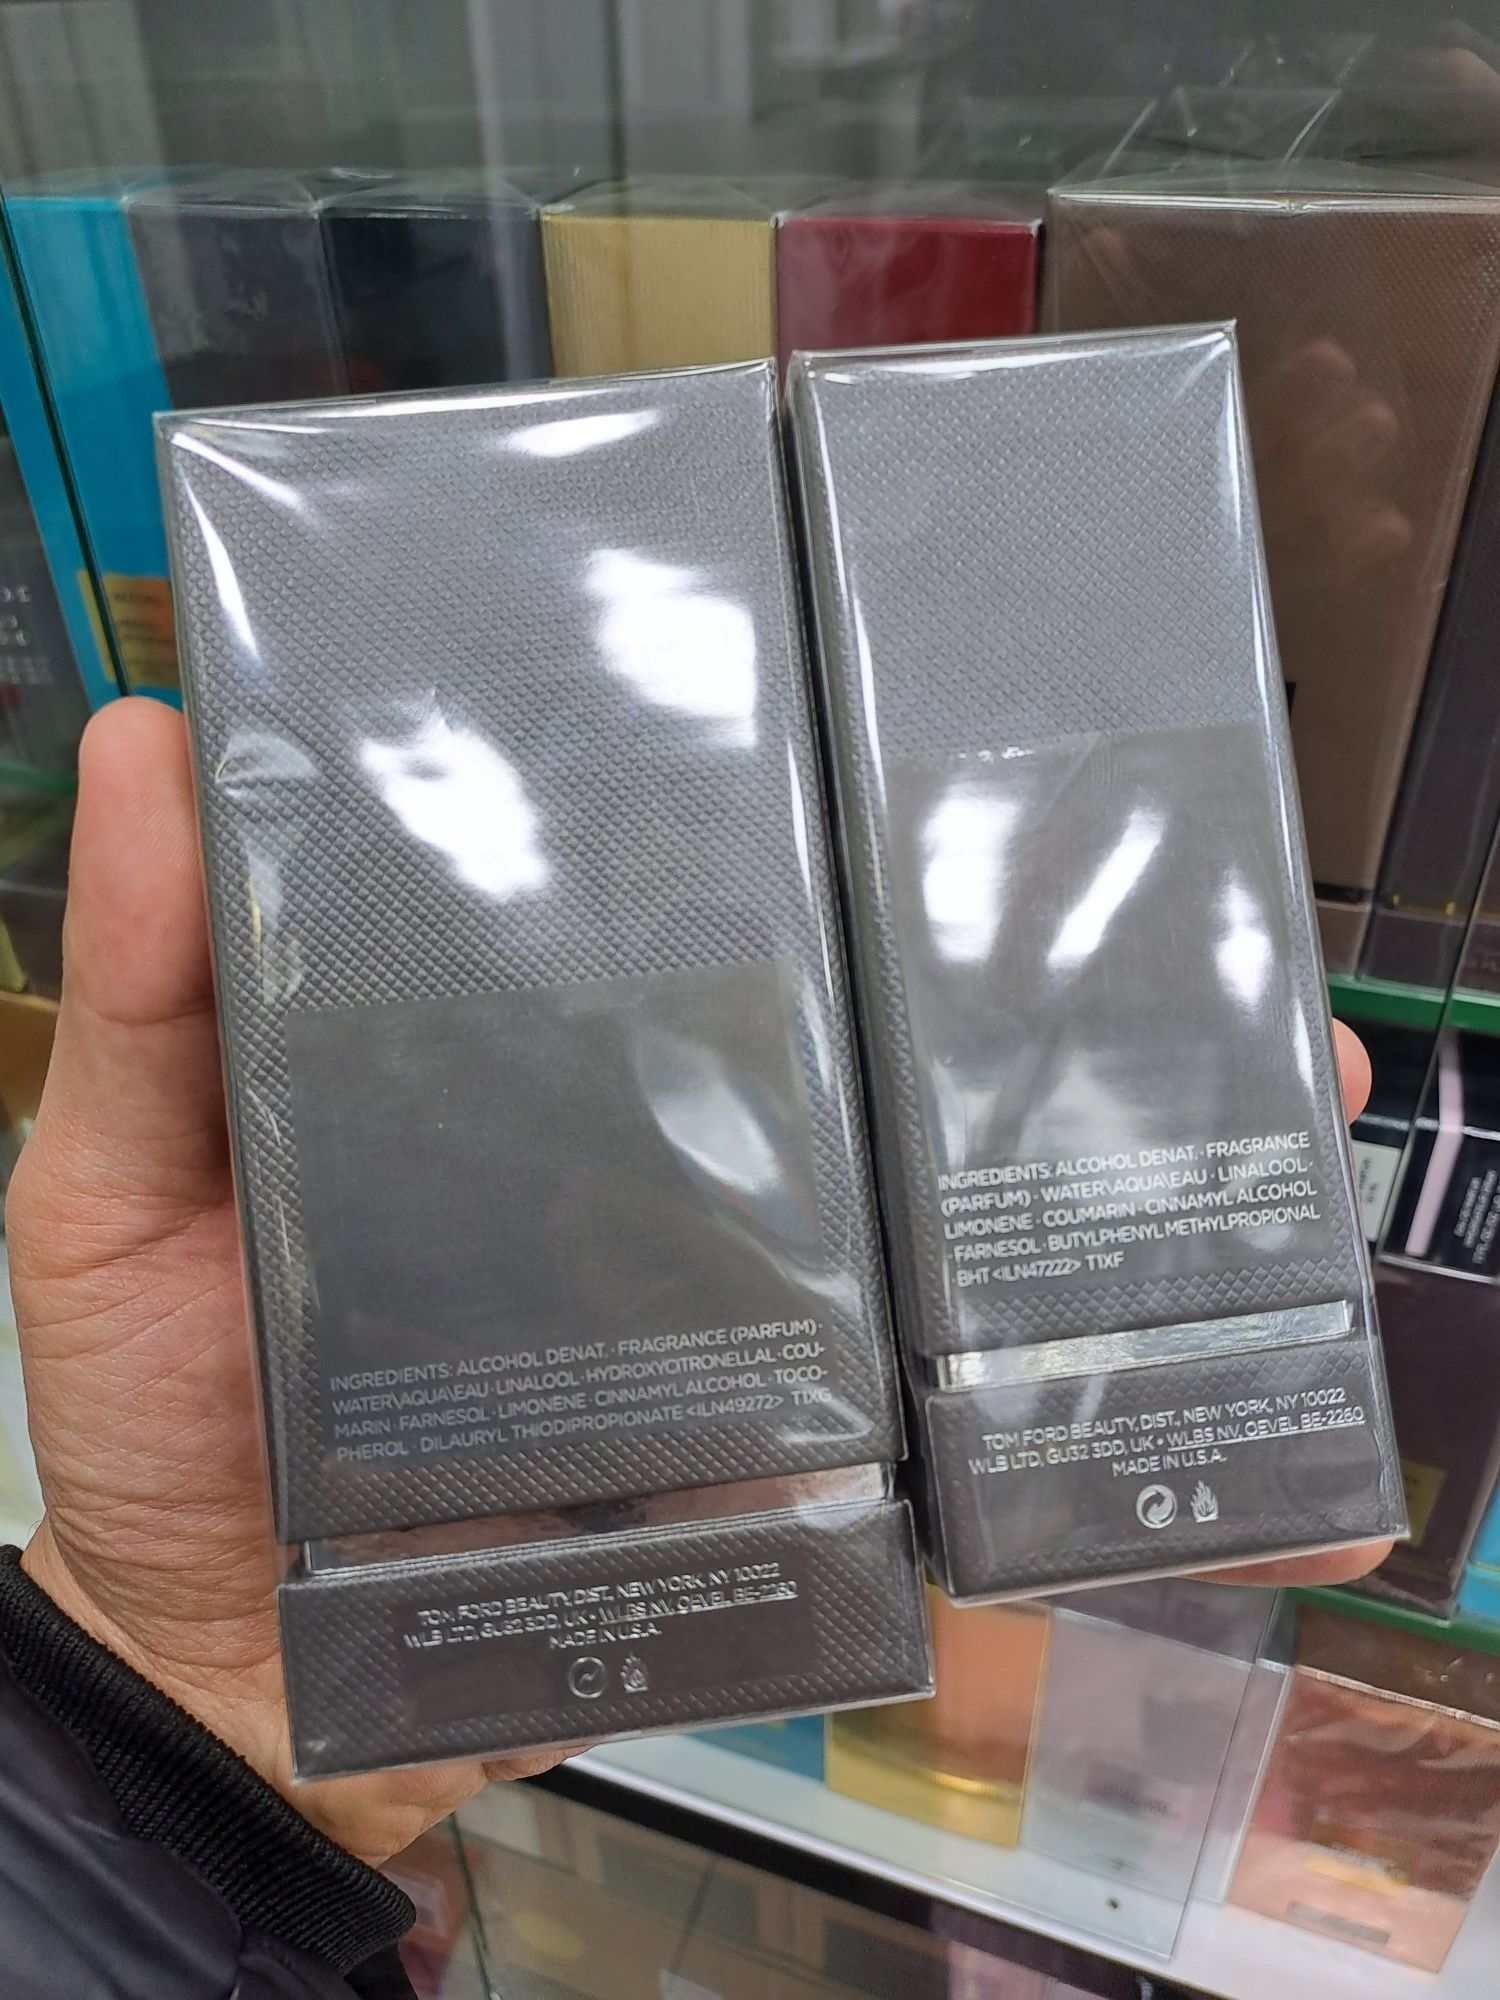 INGREDIENTS: ALCOHOL DENAT. · FRAGRANCE (PARFUM) ·
WATER\AQUA\EAU · LINALOOL · HYDROXYCITRONELLAL · COU-
MARIN · FARNESOL · LIMONENE · CINNAMYL ALCOHOL · TOCO-
PHEROL · DILAURYL THIODIPROPIONATE <ILN49272> T1XG
TOM FORD BEAUTY, DIST., NEW YORK, NY 10022
WLB LTD, GU32 3DD, UK • WLBS NV, OEVEL BE-2260
MADE IN U.S.A.
INGREDIENTS: ALCOHOL DENAT. · FRAGRANCE
(PARFUM) · WATER\AQUA\EAU · LINALOOL ·
LIMONENE · COUMARIN · CINNAMYL ALCOHOL
· FARNESOL · BUTYLPHENYL METHYLPROPIONAL
· BHT <ILN47222> T1XF
TOM FORD BEAUTY, DIST., NEW YORK, NY 10022
WLB LTD, GU32 3DD, UK • WLBS NV, OEVEL BE-2260
MADE IN U.S.A.